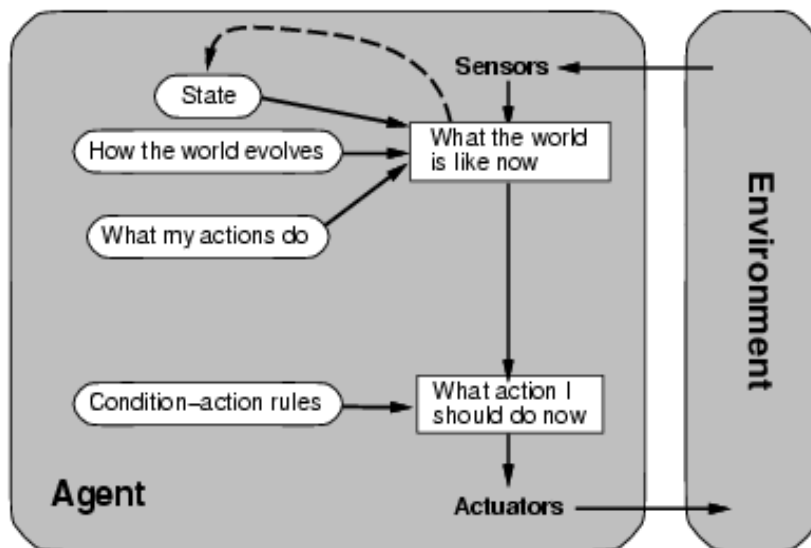 Sensors
State
What the world
is like now
How the world evolves
What my actions do
Environment
Condition–action rules
What action I
should do now
Agent
Actuators